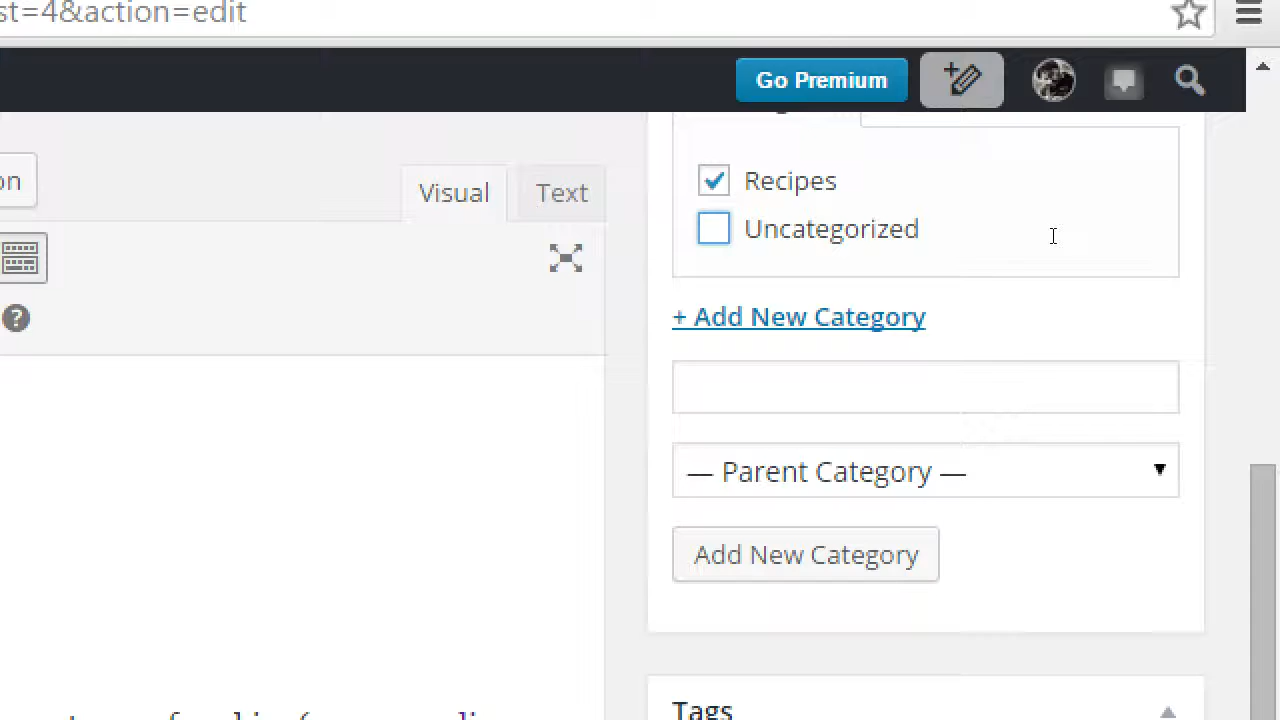 st=4&action=edit
Go Premium
on
Visual
Text
Recipes
Uncategorized
+ Add New Category
— Parent Category —
Add New Category
Tags